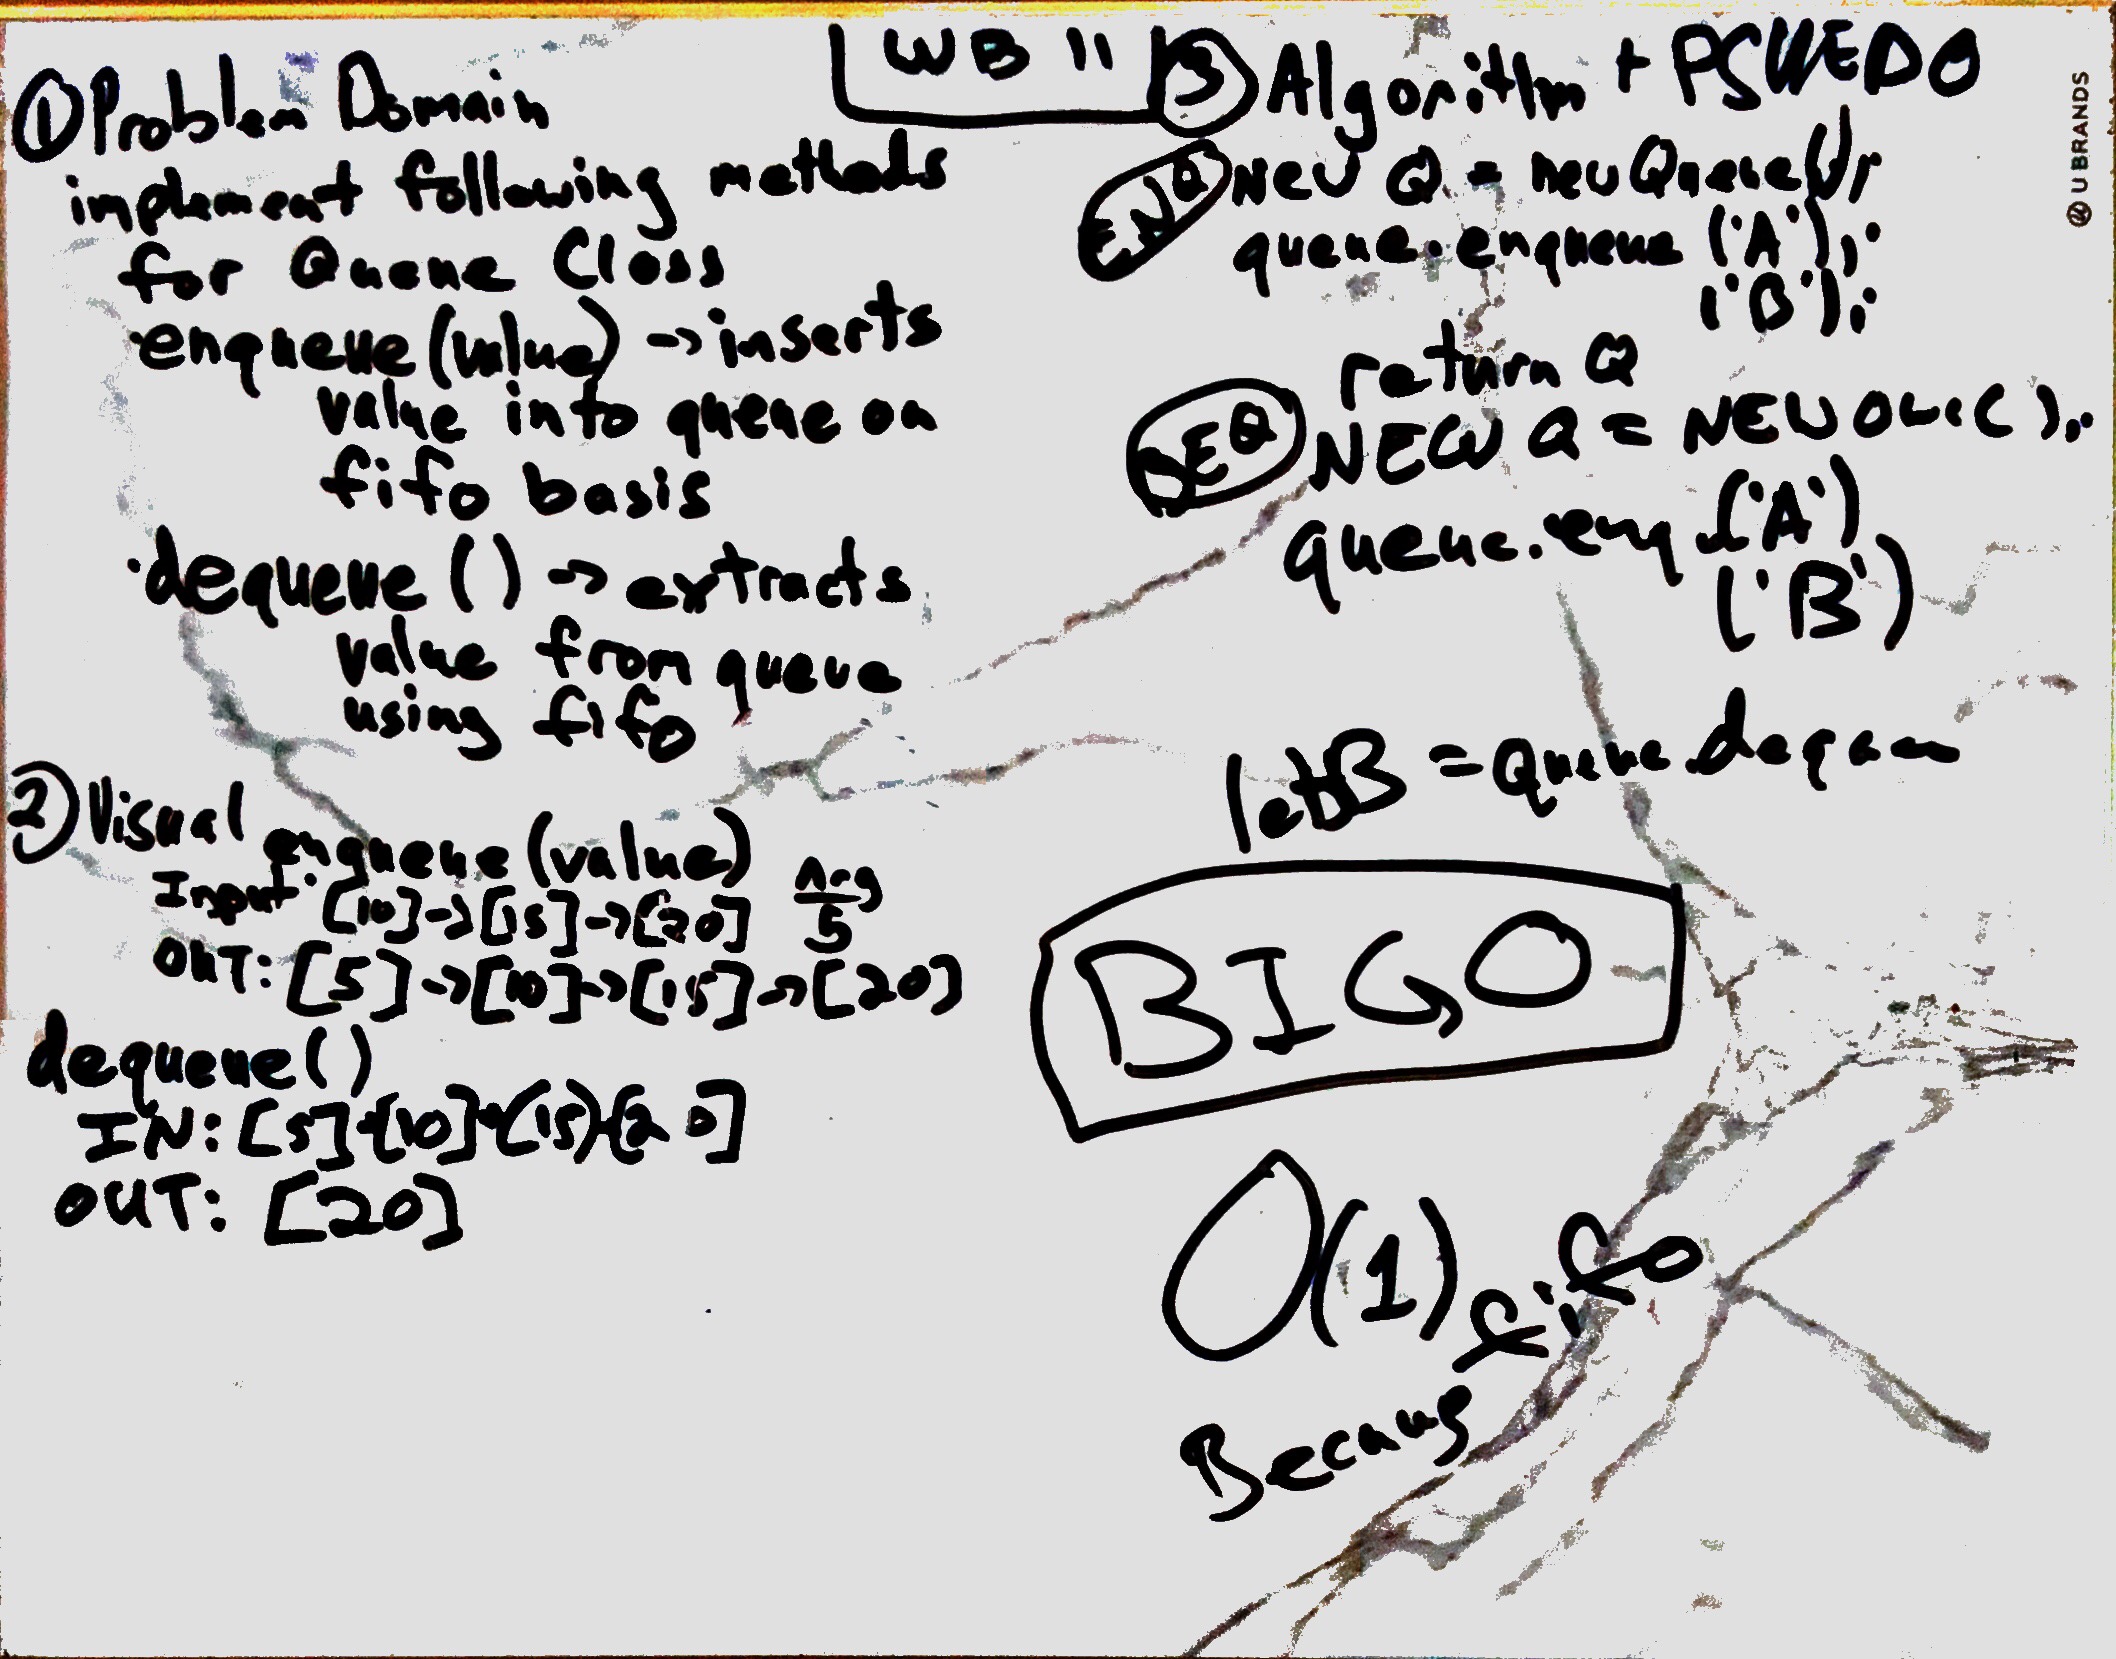 WB 11
① Problem Domain
implement following methods
for Queue Class
·enqueue(value) -> inserts
value into queue on
fifo basis
·dequeue() -> extracts
value from queue
using fifo
② Visual
enqueue(value)
Input: [10]->[15]->[20] Arg
5
OUT: [5]->[10]->[15]->[20]
dequeue()
IN: [5]-[10]-(15)-[20]
OUT: [20]
③ Algorithm + PSUEDO
ENQ NEW Q = new Queue();
queue.enqueue('A');
('B');
return Q
DEQ NEW Q = NEW ();
queue.enq.('A')
('B')
let B = Queue.deque
BIG O
O(1) fifo
Becaus
U BRANDS